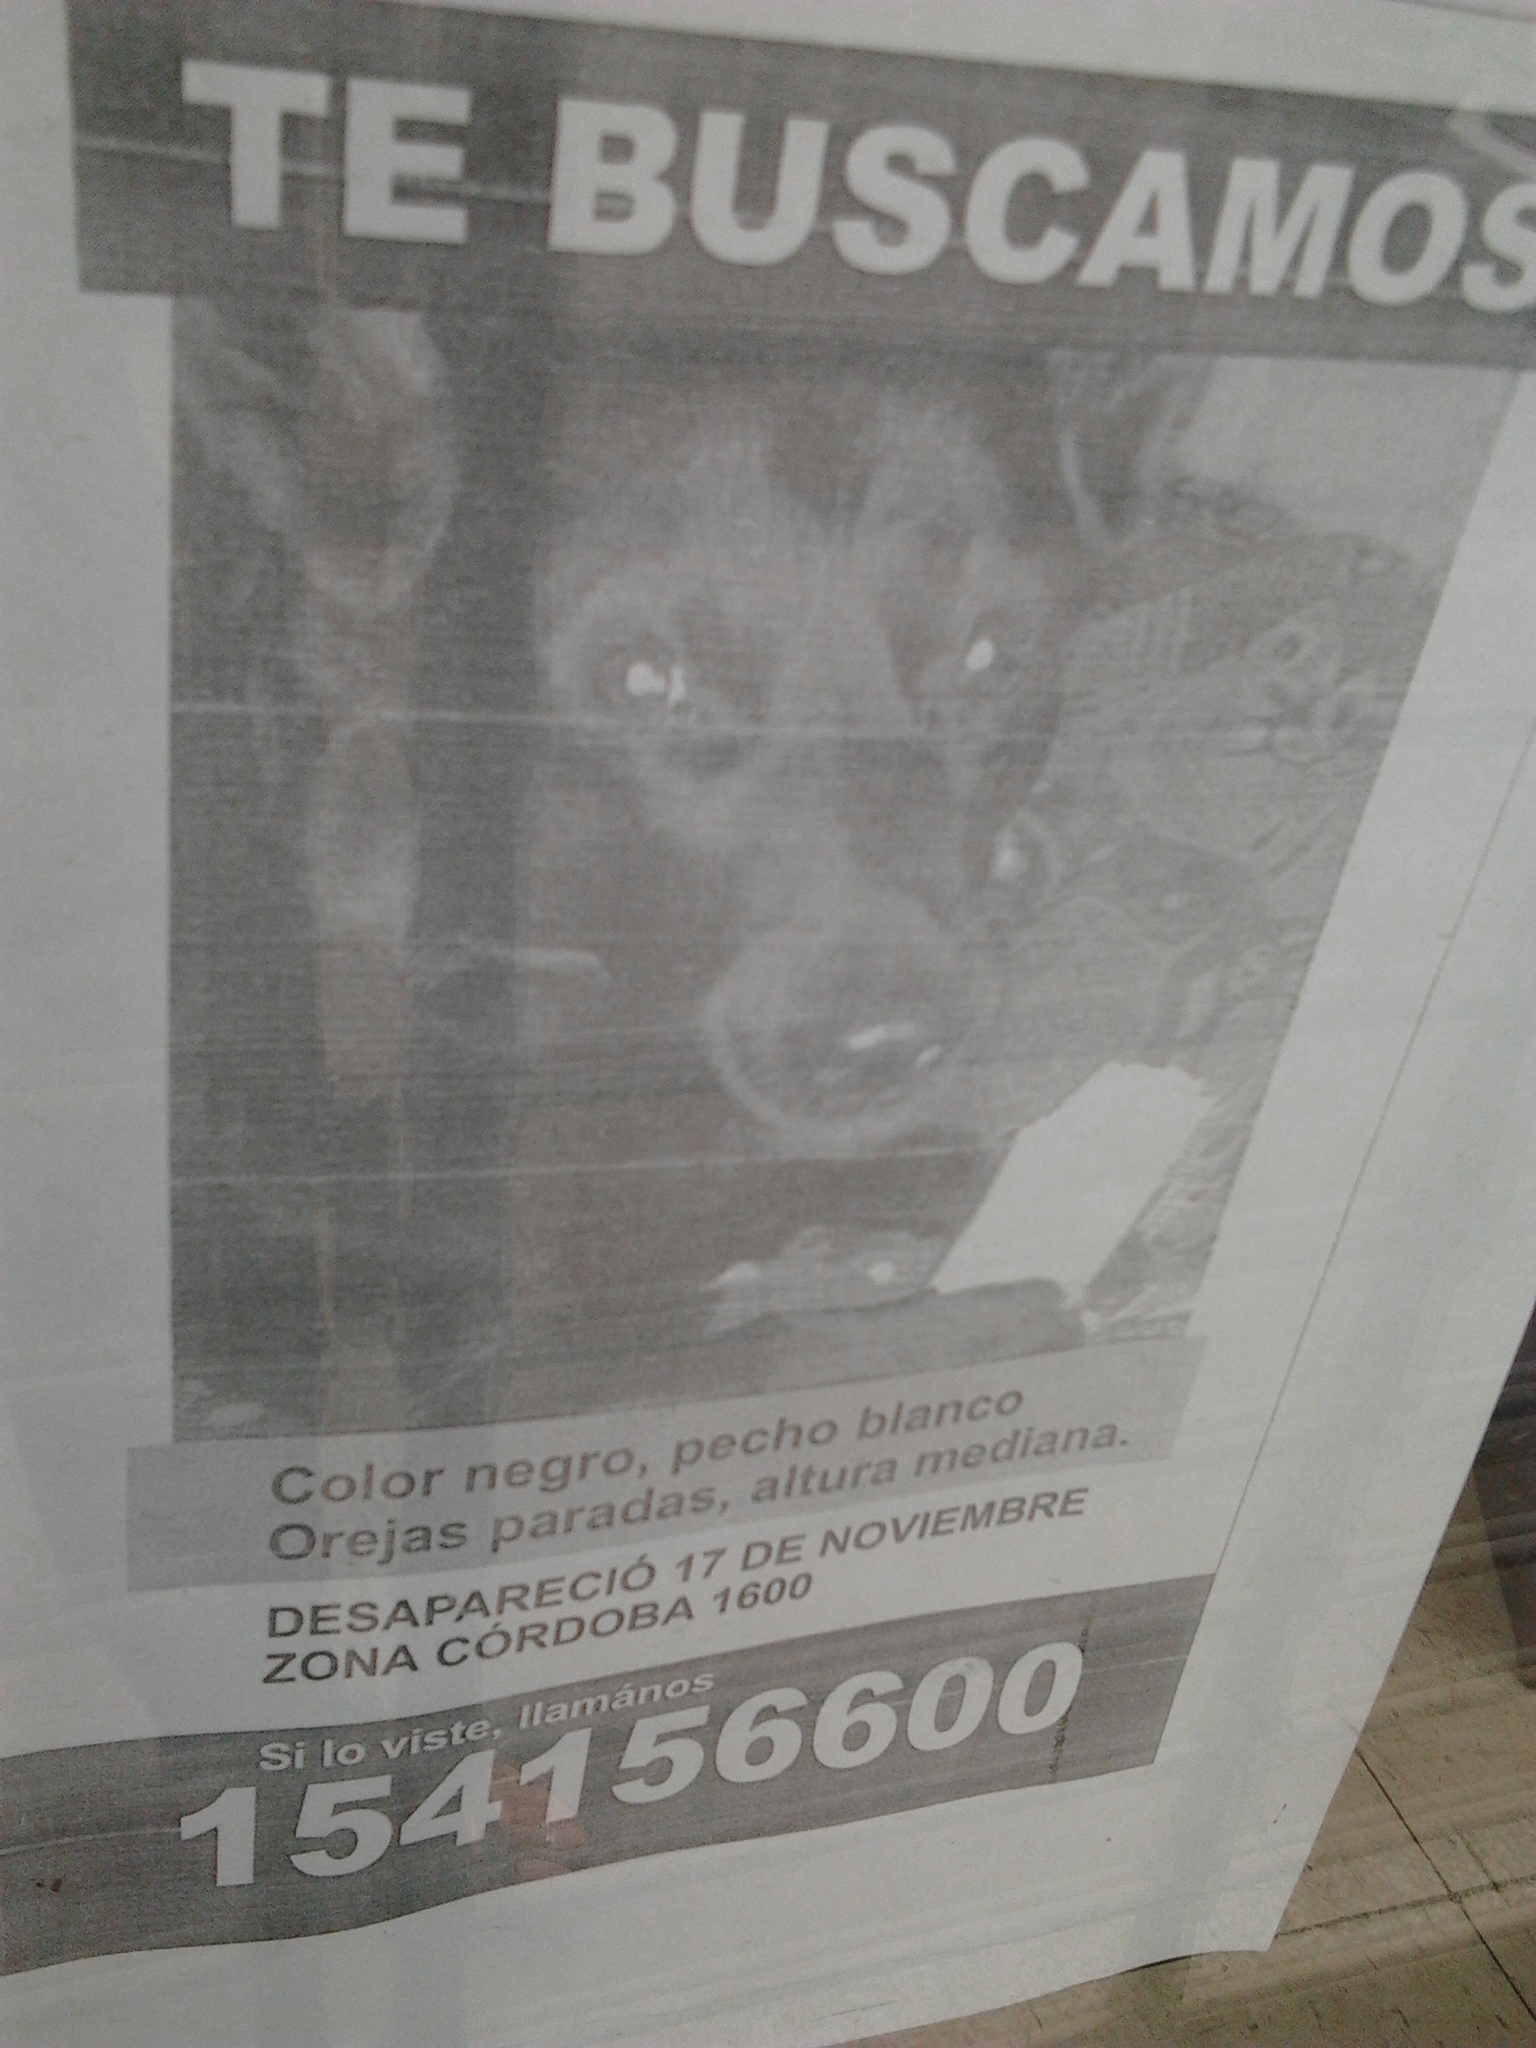 TE BUSCAMOS
Color negro, pecho blanco
Orejas paradas, altura mediana.
DESAPARECIÓ 17 DE NOVIEMBRE
ZONA CÓRDOBA 1600
Si lo viste, llamános
154156600